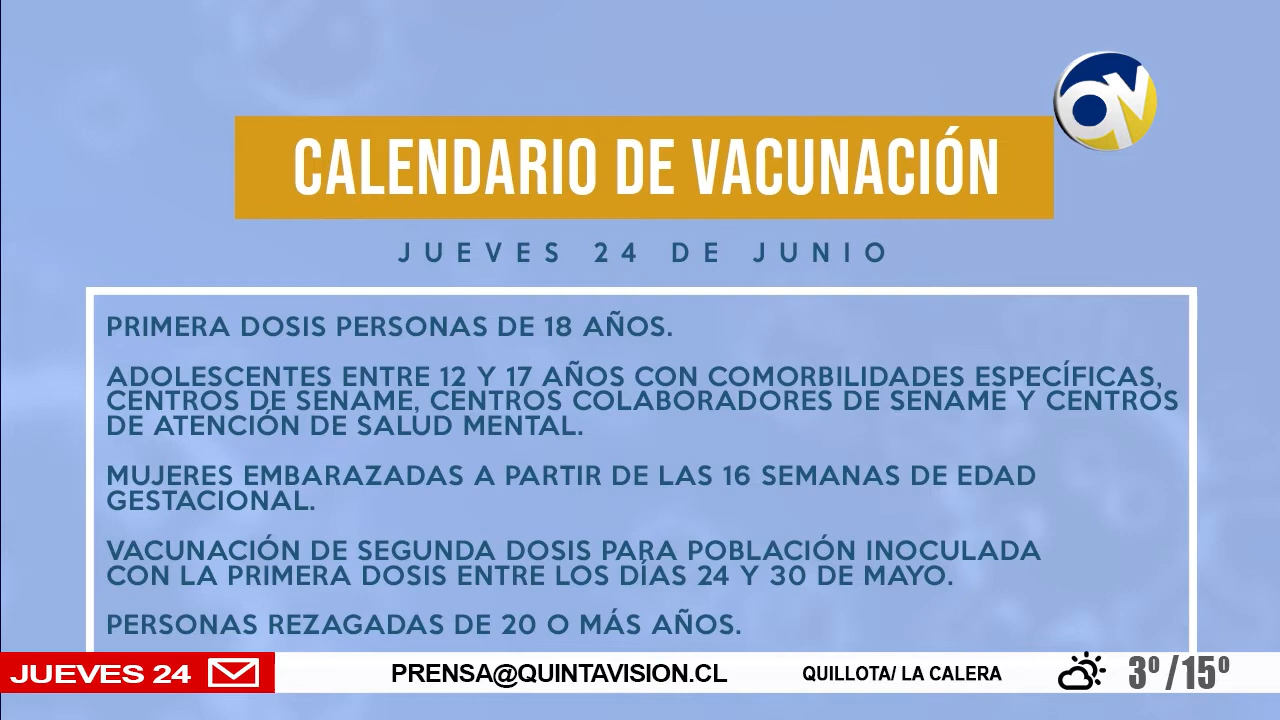 QV
CALENDARIO DE VACUNACIÓN
JUEVES 24 DE JUNIO
PRIMERA DOSIS PERSONAS DE 18 AÑOS.
ADOLESCENTES ENTRE 12 Y 17 AÑOS CON COMORBILIDADES ESPECÍFICAS,
CENTROS DE SENAME, CENTROS COLABORADORES DE SENAME Y CENTROS
DE ATENCIÓN DE SALUD MENTAL.
MUJERES EMBARAZADAS A PARTIR DE LAS 16 SEMANAS DE EDAD
GESTACIONAL.
VACUNACIÓN DE SEGUNDA DOSIS PARA POBLACIÓN INOCULADA
CON LA PRIMERA DOSIS ENTRE LOS DÍAS 24 Y 30 DE MAYO.
PERSONAS REZAGADAS DE 20 O MÁS AÑOS.
JUEVES 24 PRENSA@QUINTAVISION.CL QUILLOTA/ LA CALERA 3º/15º